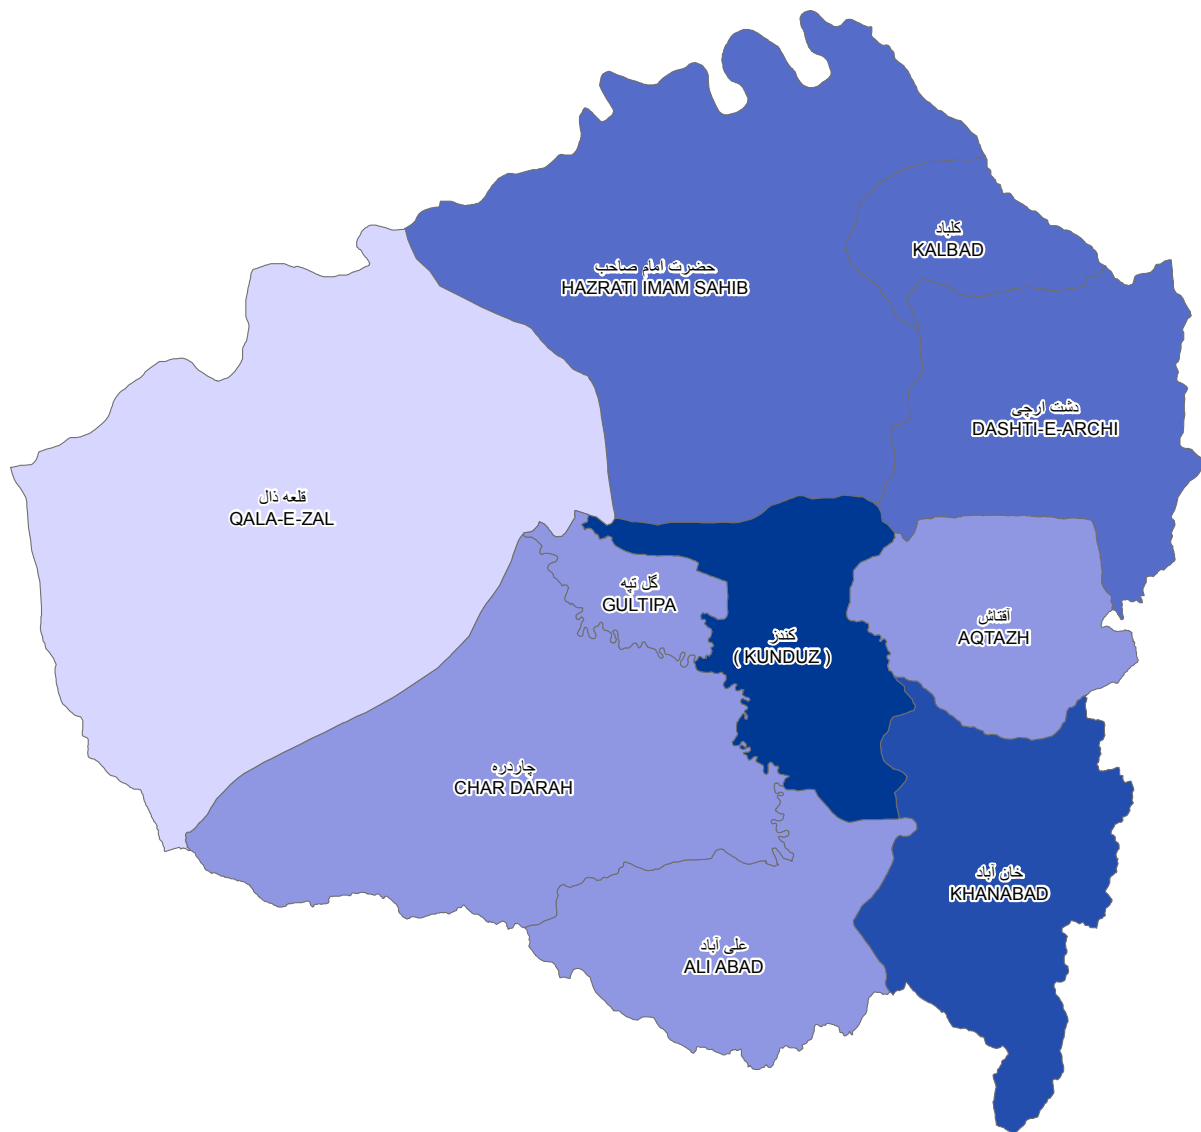 کلباد
KALBAD
حضرت امام صاحب
HAZRATI IMAM SAHIB
دشت ارچی
DASHTI-E-ARCHI
قلعه ذال
QALA-E-ZAL
گل تپه
GULTIPA
آقتاش
AQTAZH
کندز
( KUNDUZ )
چاردره
CHAR DARAH
خان آباد
KHANABAD
علی آباد
ALI ABAD